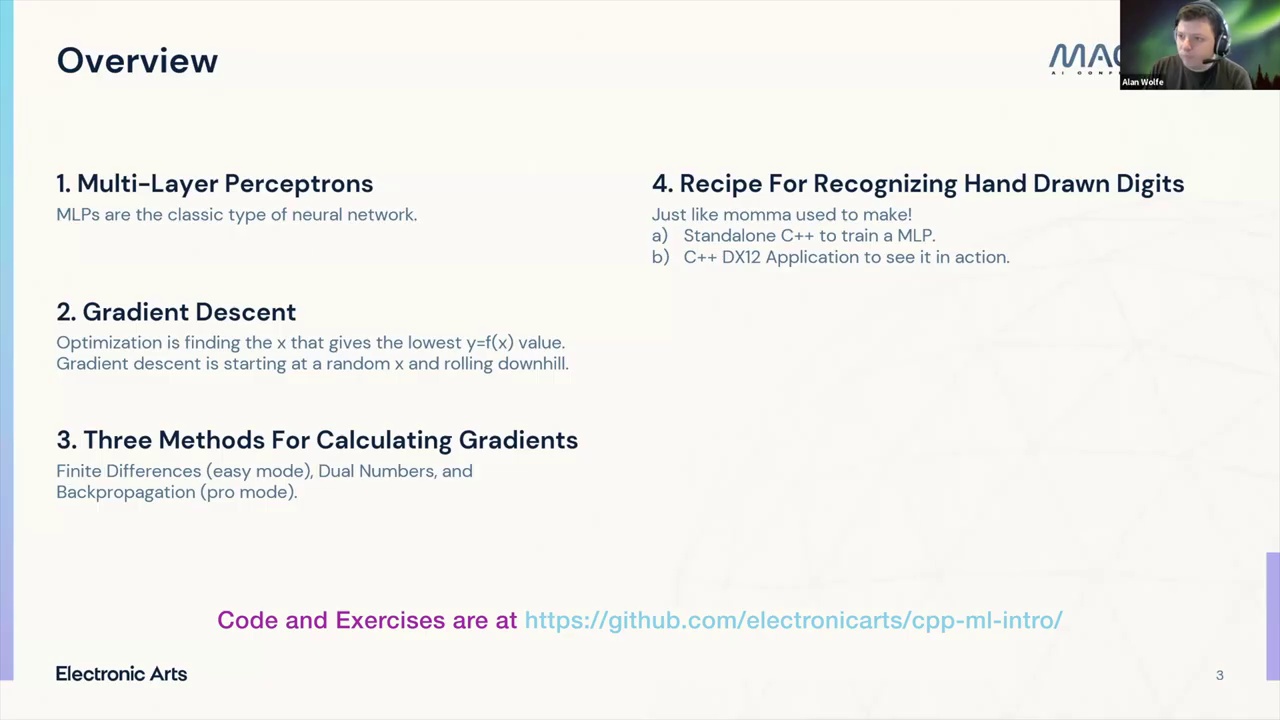 Overview
Alan Wolfe
1. Multi-Layer Perceptrons
MLPs are the classic type of neural network.
2. Gradient Descent
Optimization is finding the x that gives the lowest y=f(x) value.
Gradient descent is starting at a random x and rolling downhill.
3. Three Methods For Calculating Gradients
Finite Differences (easy mode), Dual Numbers, and
Backpropagation (pro mode).
4. Recipe For Recognizing Hand Drawn Digits
Just like momma used to make!
a) Standalone C++ to train a MLP.
b) C++ DX12 Application to see it in action.
Code and Exercises are at https://github.com/electronicarts/cpp-ml-intro/
Electronic Arts
3